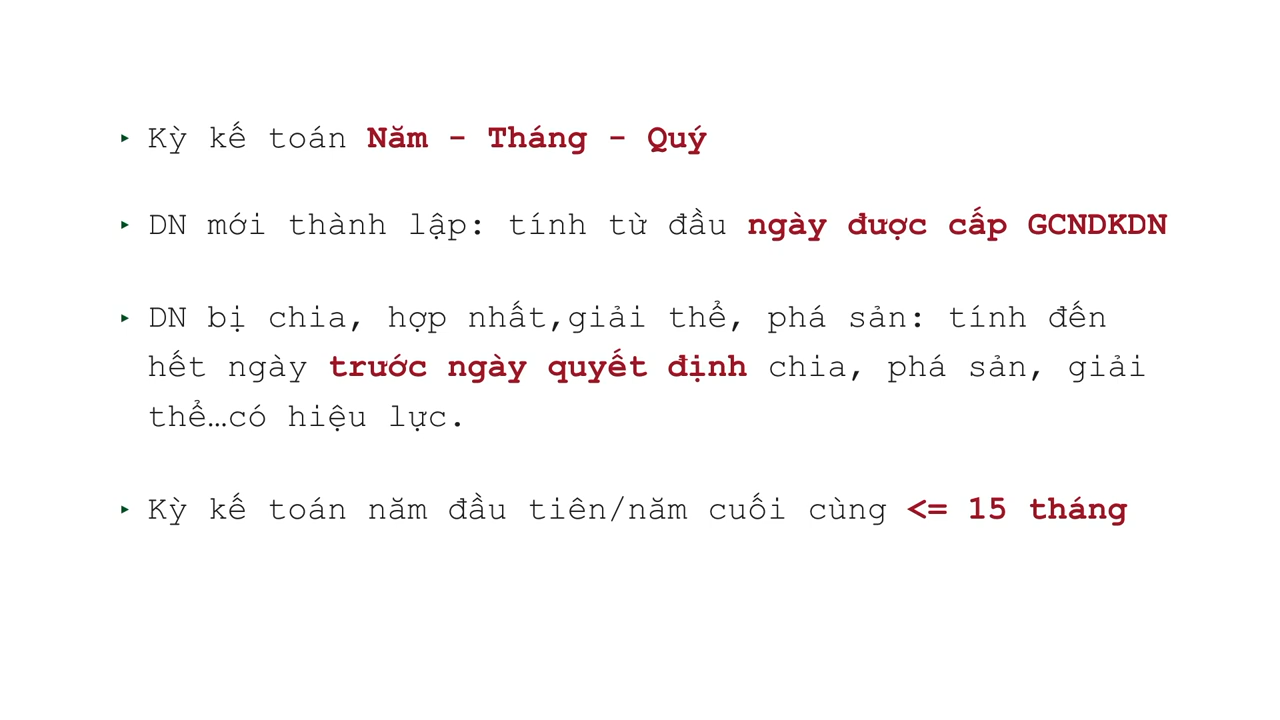 ‣ Kỳ kế toán Năm - Tháng - Quý
‣ DN mới thành lập: tính từ đầu ngày được cấp GCNDKDN
‣ DN bị chia, hợp nhất,giải thể, phá sản: tính đến
hết ngày trước ngày quyết định chia, phá sản, giải
thể…có hiệu lực.
‣ Kỳ kế toán năm đầu tiên/năm cuối cùng <= 15 tháng